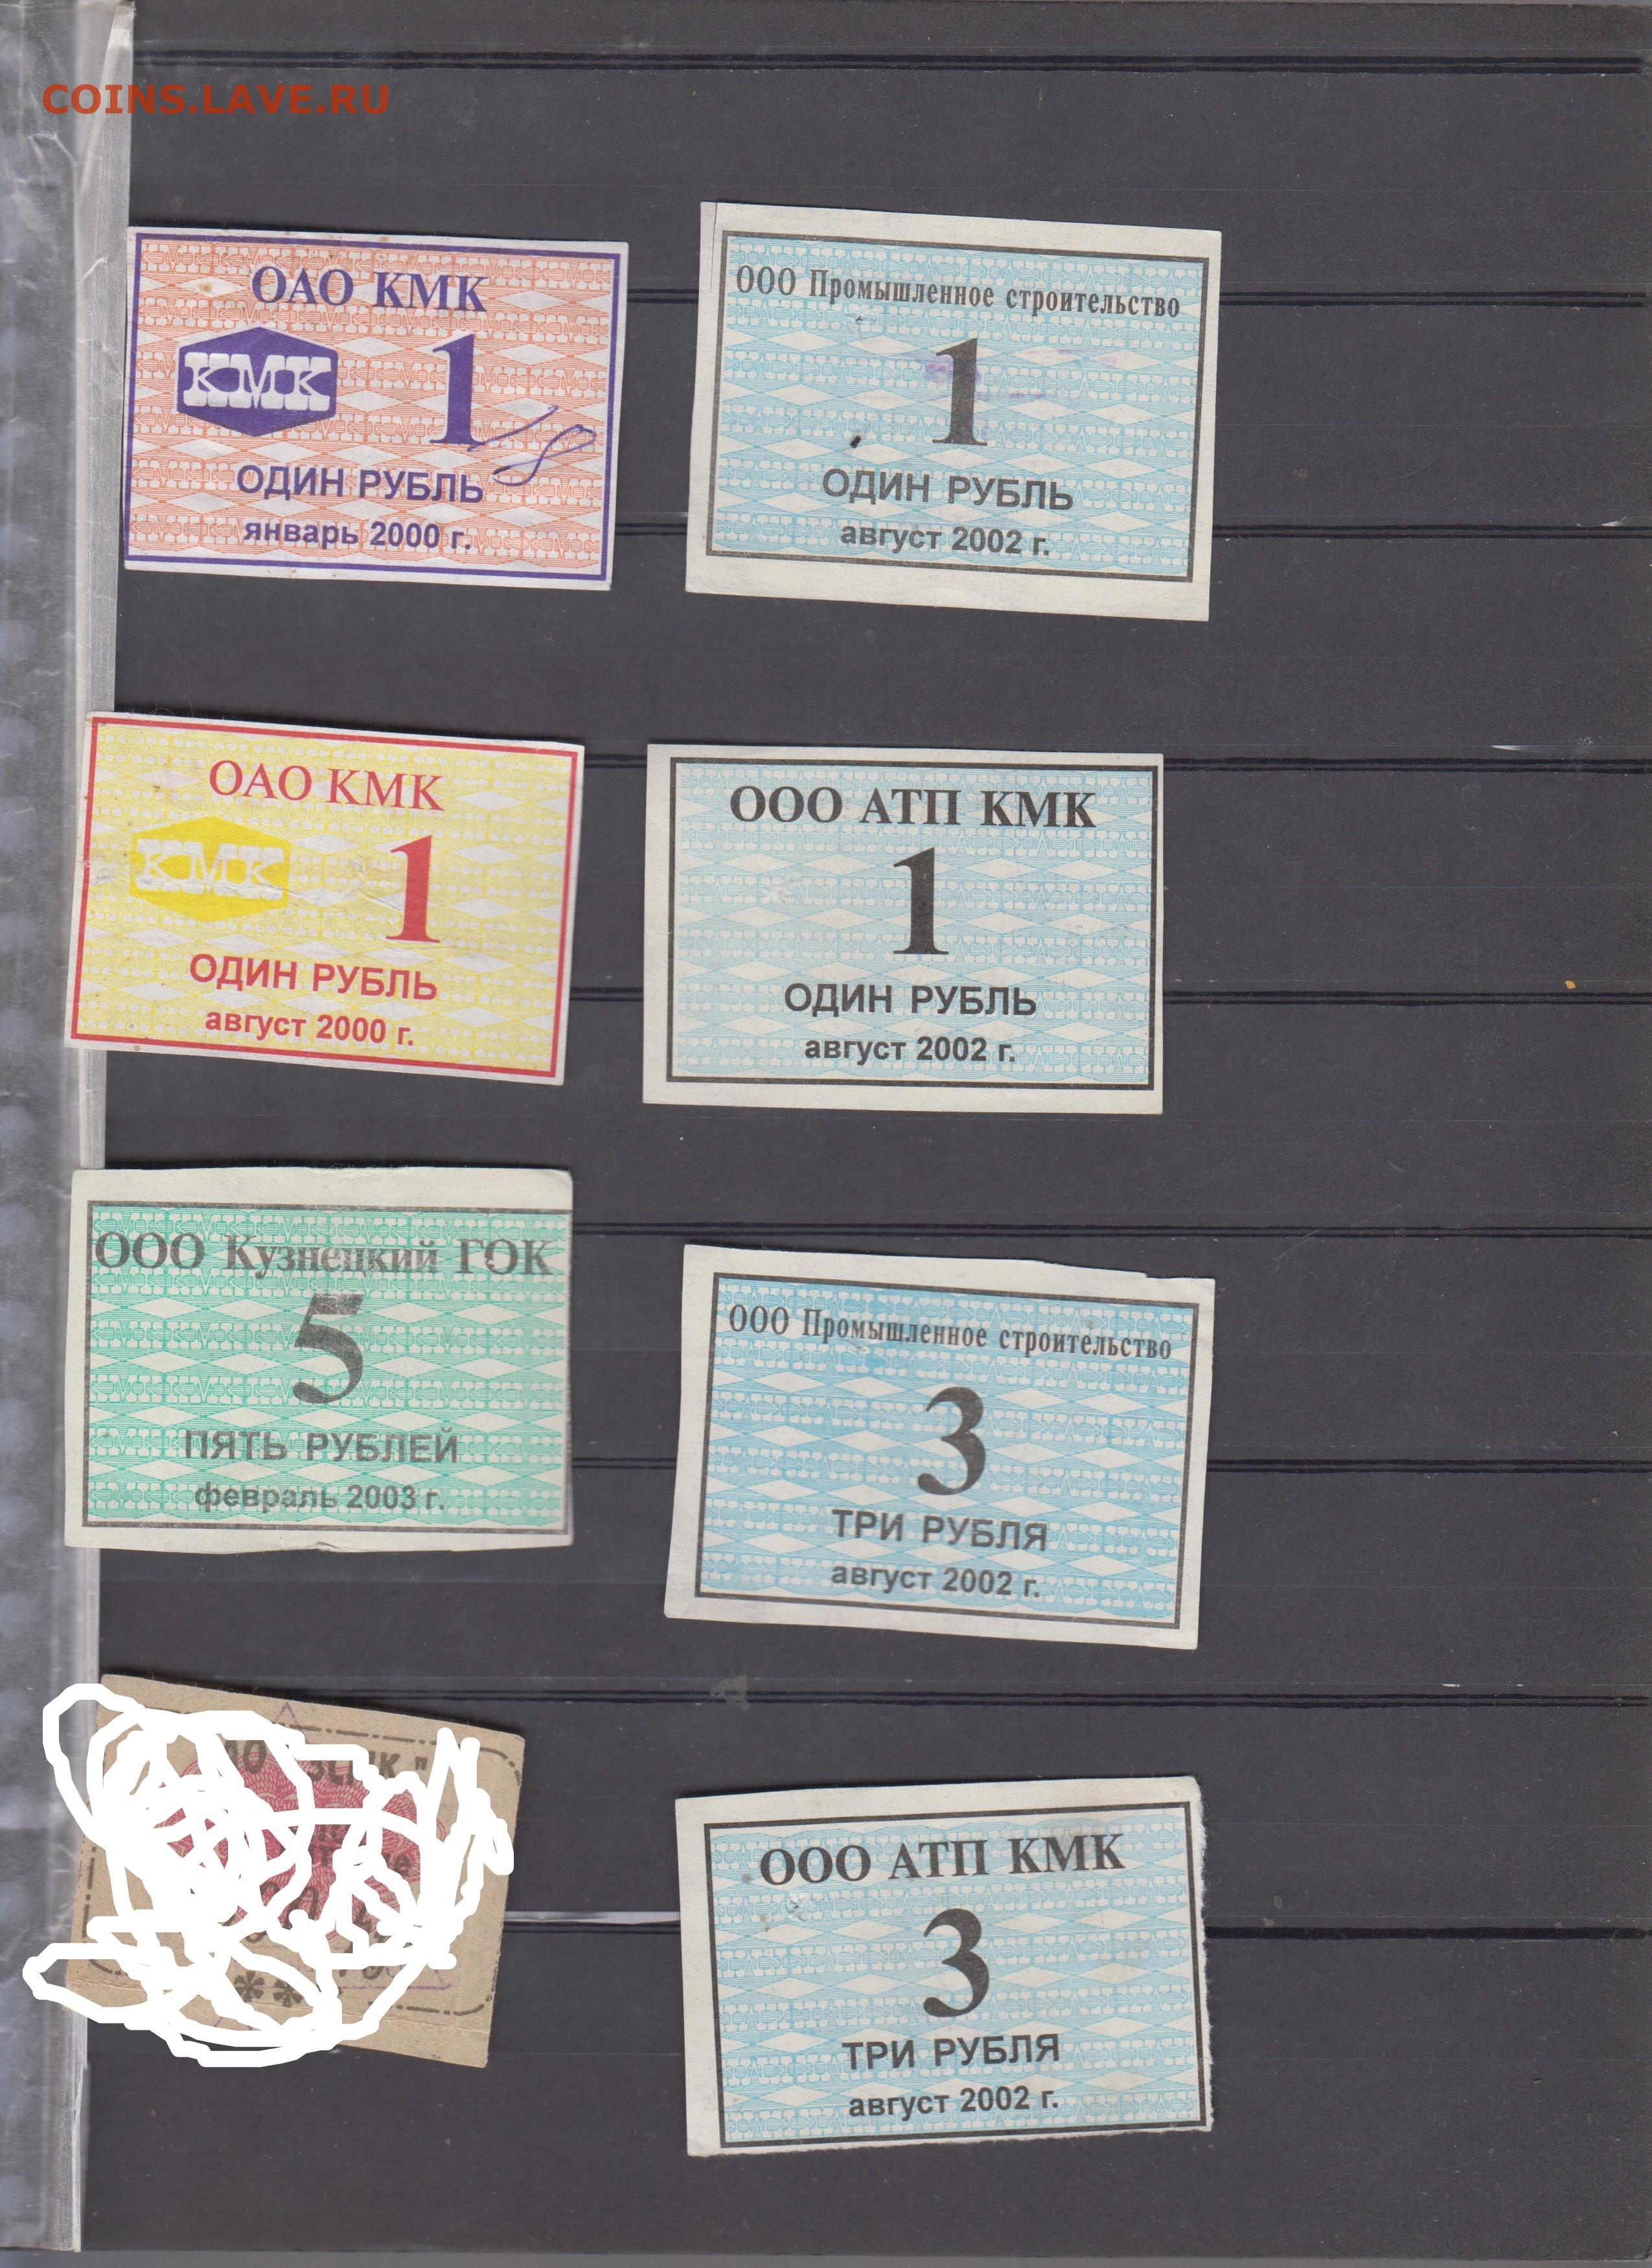 COINS.LAVE.RU
ОАО КМК
КМК
1
8
ОДИН РУБЛЬ
январь 2000 г.
ООО Промышленное строительство
1
ОДИН РУБЛЬ
август 2002 г.
ОАО КМК
КМК
1
ОДИН РУБЛЬ
август 2000 г.
ООО АТП КМК
1
ОДИН РУБЛЬ
август 2002 г.
ООО Кузнецкий ГОК
5
ПЯТЬ РУБЛЕЙ
февраль 2003 г.
ООО Промышленное строительство
3
ТРИ РУБЛЯ
август 2002 г.
ООО АТП КМК
3
ТРИ РУБЛЯ
август 2002 г.